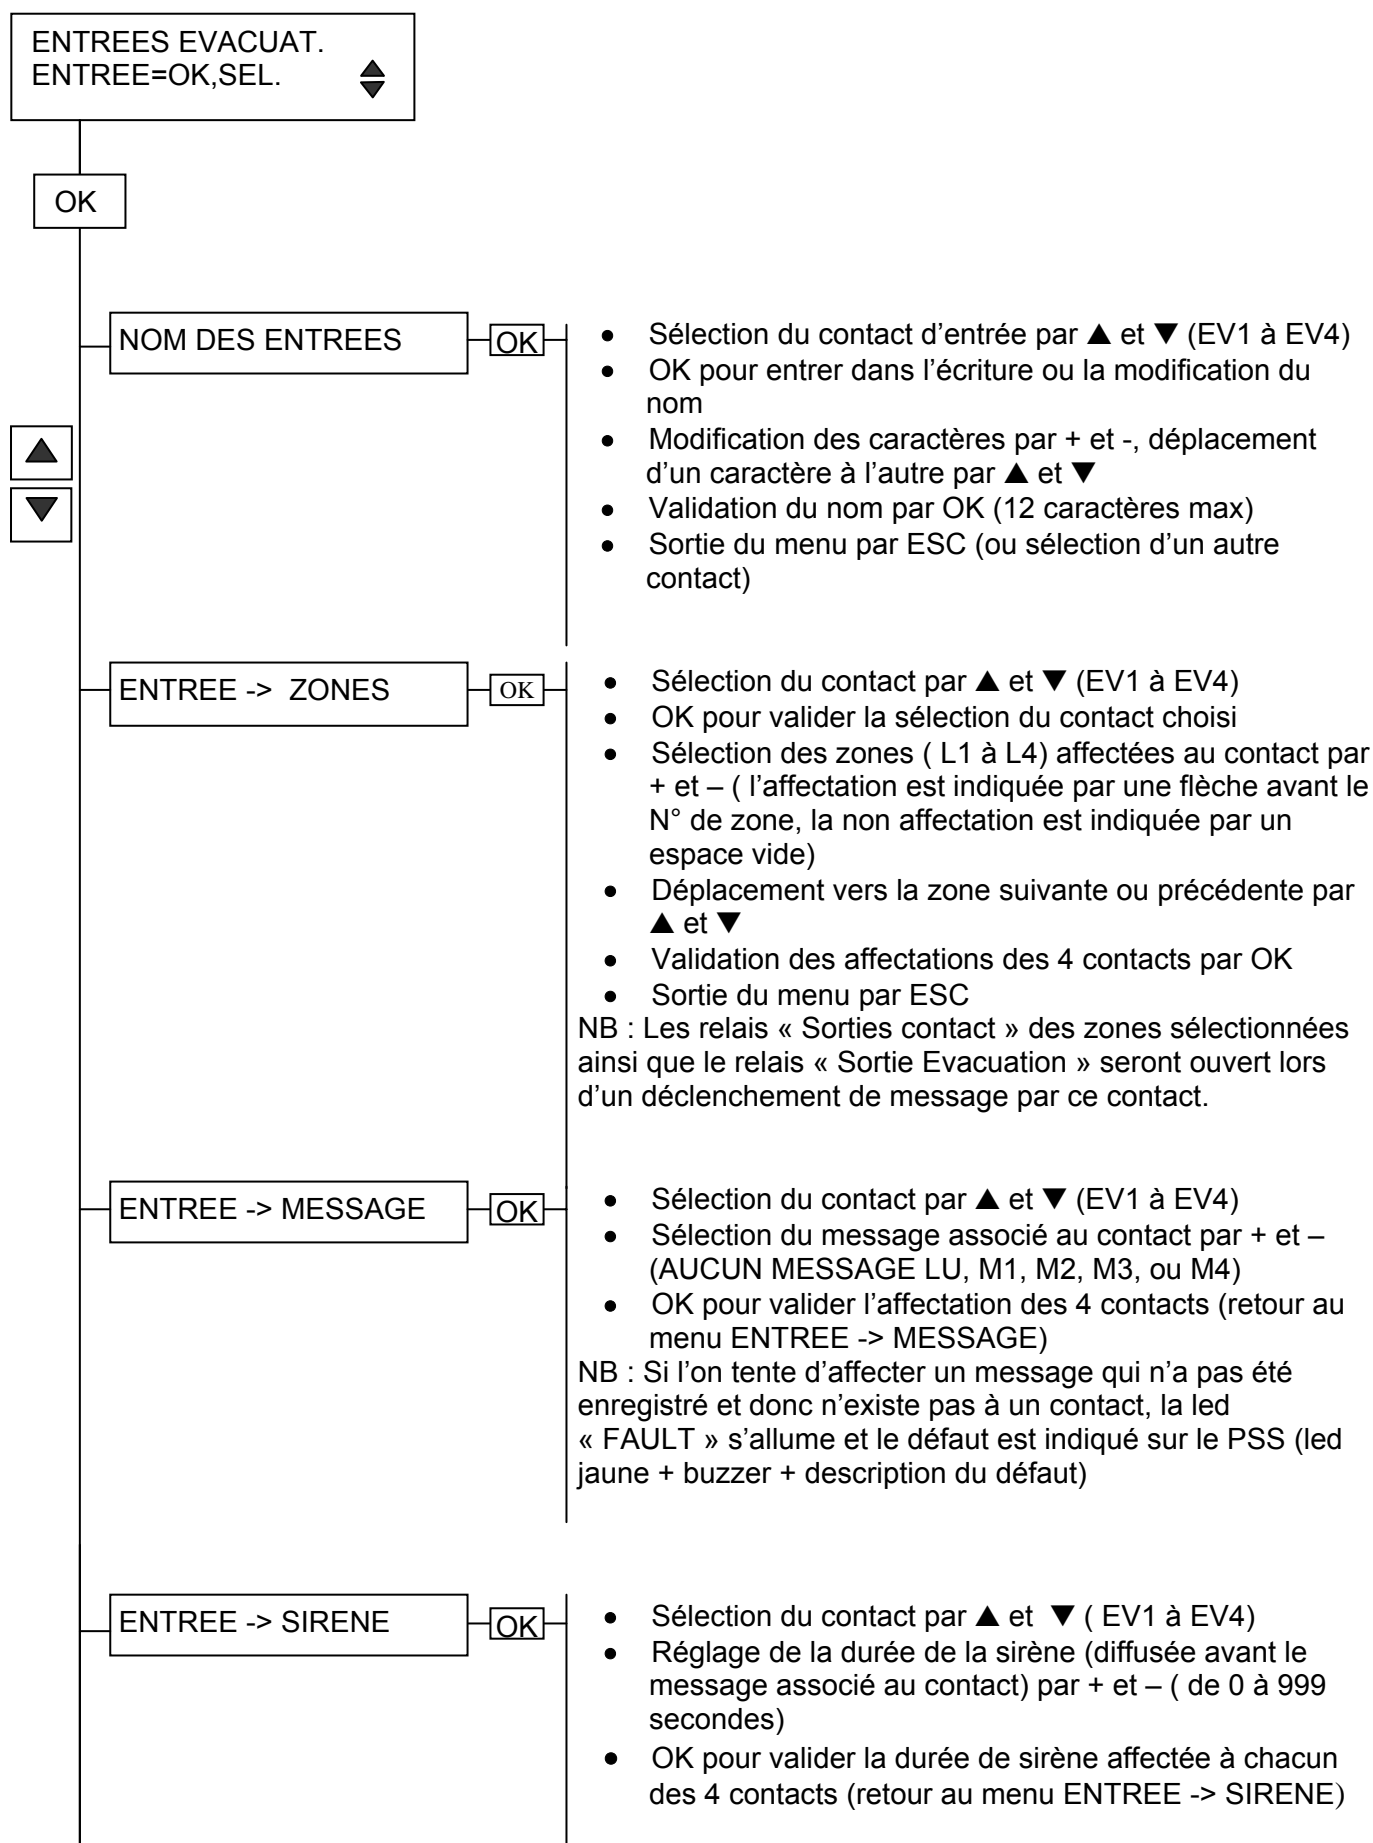 ENTREES EVACUAT.
ENTREE=OK,SEL.
OK
NOM DES ENTREES
OK
• Sélection du contact d’entrée par ▲ et ▼ (EV1 à EV4)
• OK pour entrer dans l’écriture ou la modification du
nom
• Modification des caractères par + et -, déplacement
d’un caractère à l’autre par ▲ et ▼
• Validation du nom par OK (12 caractères max)
• Sortie du menu par ESC (ou sélection d’un autre
contact)
ENTREE -> ZONES
OK
• Sélection du contact par ▲ et ▼ (EV1 à EV4)
• OK pour valider la sélection du contact choisi
• Sélection des zones ( L1 à L4) affectées au contact par
+ et – ( l’affectation est indiquée par une flèche avant le
N° de zone, la non affectation est indiquée par un
espace vide)
• Déplacement vers la zone suivante ou précédente par
▲ et ▼
• Validation des affectations des 4 contacts par OK
• Sortie du menu par ESC
NB : Les relais « Sorties contact » des zones sélectionnées
ainsi que le relais « Sortie Evacuation » seront ouvert lors
d’un déclenchement de message par ce contact.
ENTREE -> MESSAGE
OK
• Sélection du contact par ▲ et ▼ (EV1 à EV4)
• Sélection du message associé au contact par + et –
(AUCUN MESSAGE LU, M1, M2, M3, ou M4)
• OK pour valider l’affectation des 4 contacts (retour au
menu ENTREE -> MESSAGE)
NB : Si l’on tente d’affecter un message qui n’a pas été
enregistré et donc n’existe pas à un contact, la led
« FAULT » s’allume et le défaut est indiqué sur le PSS (led
jaune + buzzer + description du défaut)
ENTREE -> SIRENE
OK
• Sélection du contact par ▲ et ▼ ( EV1 à EV4)
• Réglage de la durée de la sirène (diffusée avant le
message associé au contact) par + et – ( de 0 à 999
secondes)
• OK pour valider la durée de sirène affectée à chacun
des 4 contacts (retour au menu ENTREE -> SIRENE)